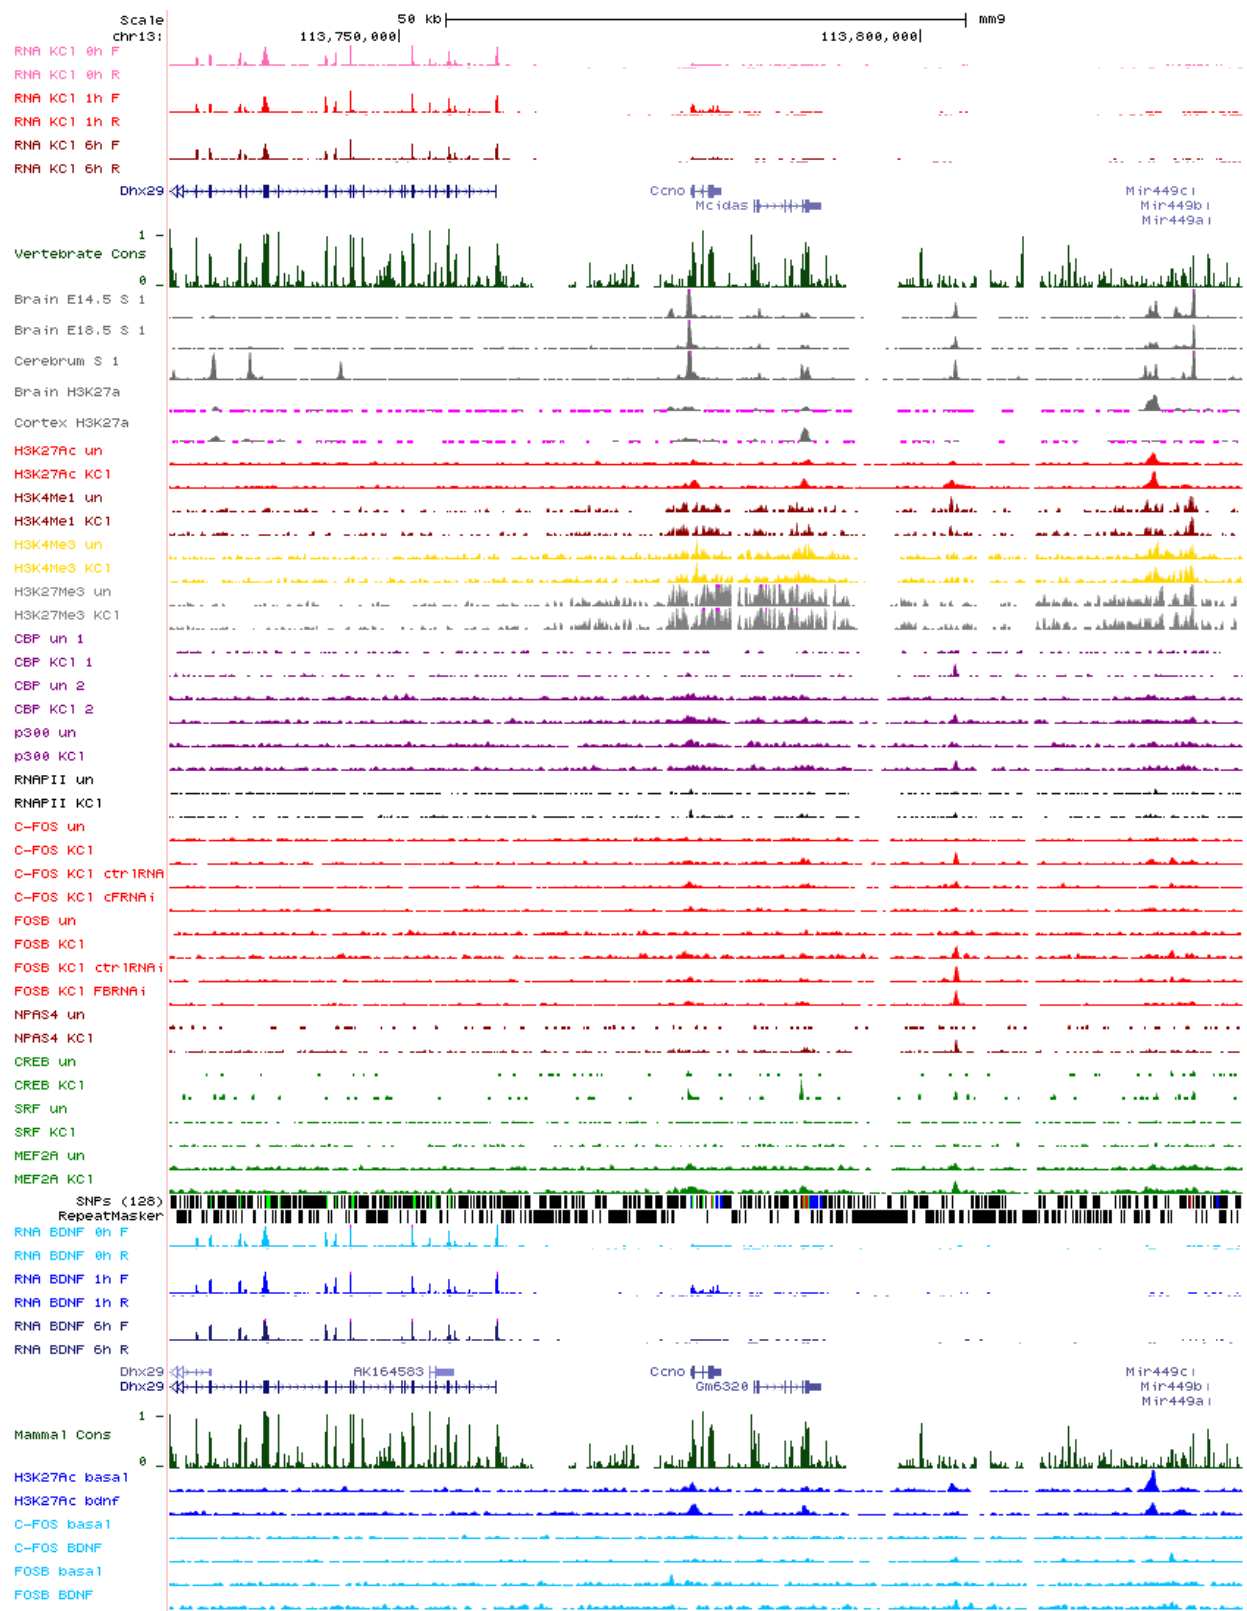 Scale 50 kb mm9
chr13: 113,750,000 113,800,000
RNA KCl 0h F
RNA KCl 0h R
RNA KCl 1h F
RNA KCl 1h R
RNA KCl 6h F
RNA KCl 6h R
Dhx29 Ccno Mir449c
Mcidas Mir449b
Mir449a
1
Vertebrate Cons
0
Brain E14.5 S 1
Brain E18.5 S 1
Cerebrum S 1
Brain H3K27a
Cortex H3K27a
H3K27Ac un
H3K27Ac KCl
H3K4Me1 un
H3K4Me1 KCl
H3K4Me3 un
H3K4Me3 KCl
H3K27Me3 un
H3K27Me3 KCl
CBP un 1
CBP KCl 1
CBP un 2
CBP KCl 2
p300 un
p300 KCl
RNAPII un
RNAPII KCl
C-FOS un
C-FOS KCl
C-FOS KCl ctrlRNA
C-FOS KCl cFRNAi
FOSB un
FOSB KCl
FOSB KCl ctrlRNAi
FOSB KCl FBRNAi
NPAS4 un
NPAS4 KCl
CREB un
CREB KCl
SRF un
SRF KCl
MEF2A un
MEF2A KCl
SNPs (128)
RepeatMasker
RNA BDNF 0h F
RNA BDNF 0h R
RNA BDNF 1h F
RNA BDNF 1h R
RNA BDNF 6h F
RNA BDNF 6h R
Dhx29 AK164583 Ccno Mir449c
Dhx29 Gm6320 Mir449b
Mir449a
1
Mammal Cons
0
H3K27Ac basal
H3K27Ac bdnf
C-FOS basal
C-FOS BDNF
FOSB basal
FOSB BDNF